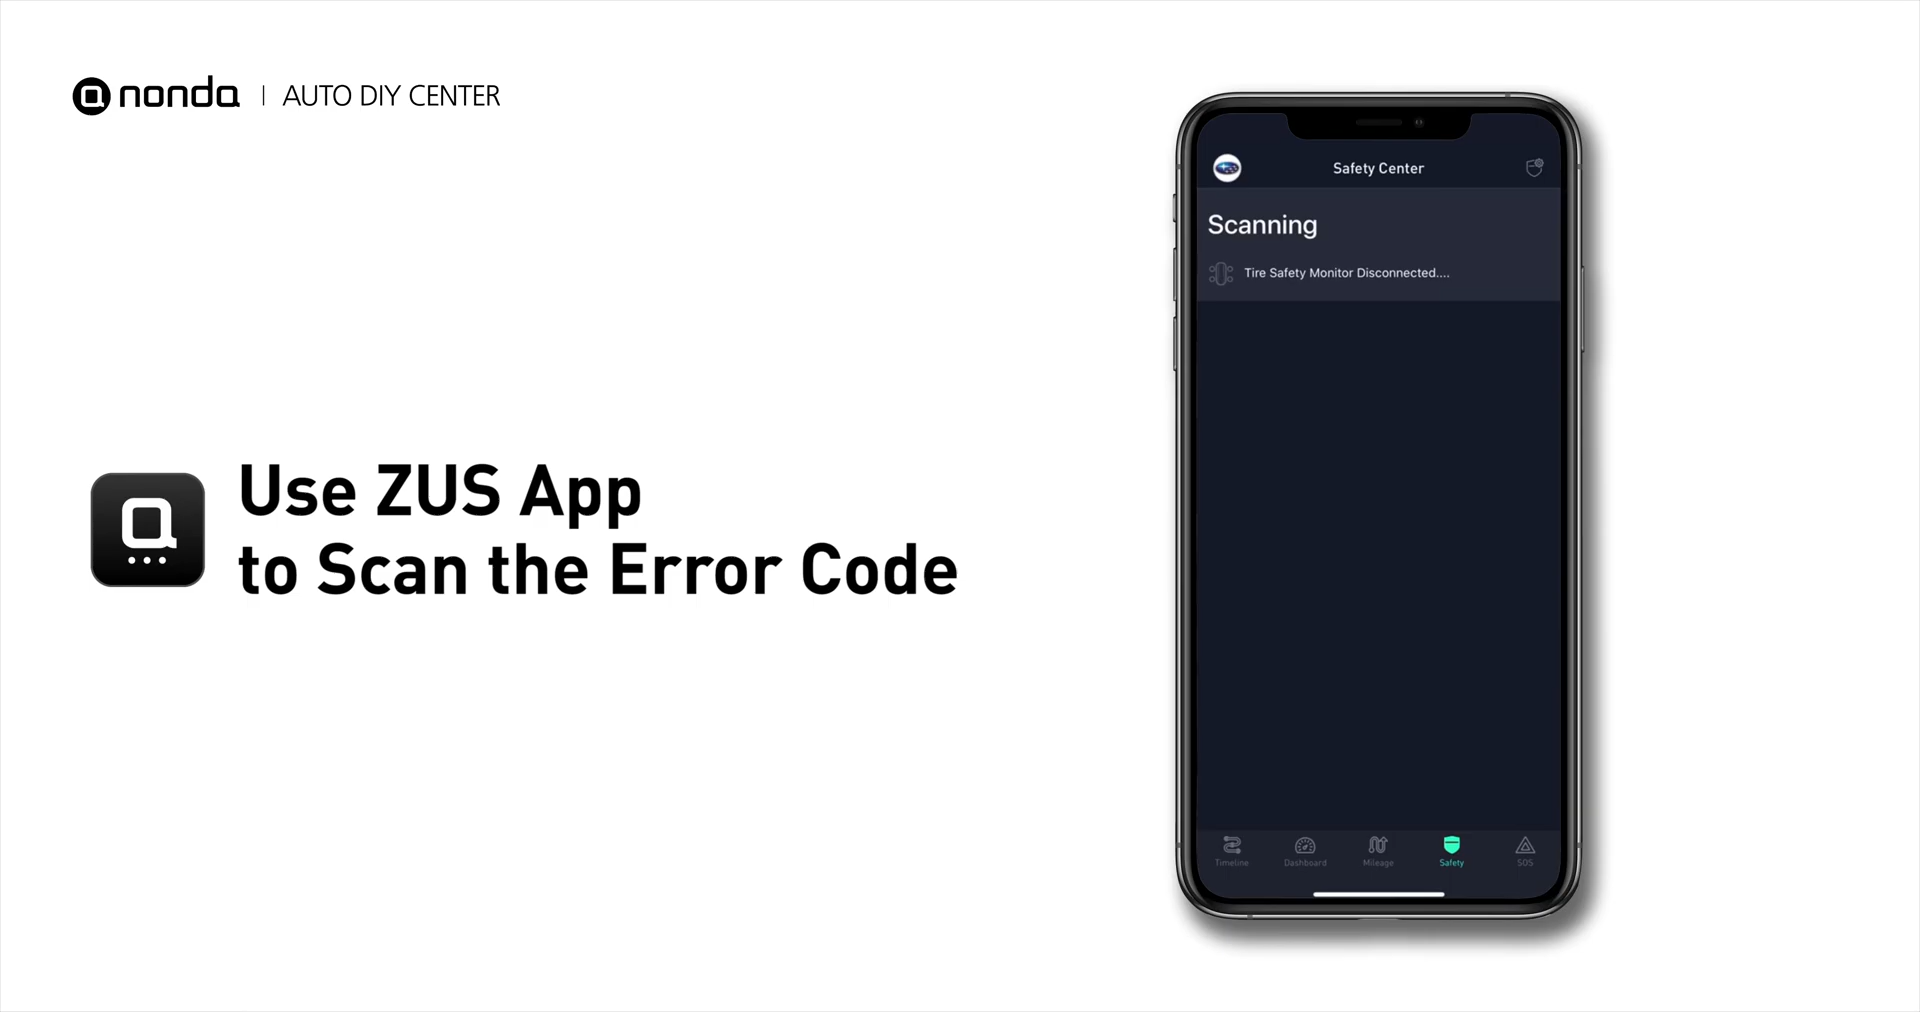 nonda | AUTO DIY CENTER
Use ZUS App
to Scan the Error Code
Safety Center
Scanning
Tire Safety Monitor Disconnected....
Timeline Dashboard Mileage Safety SOS